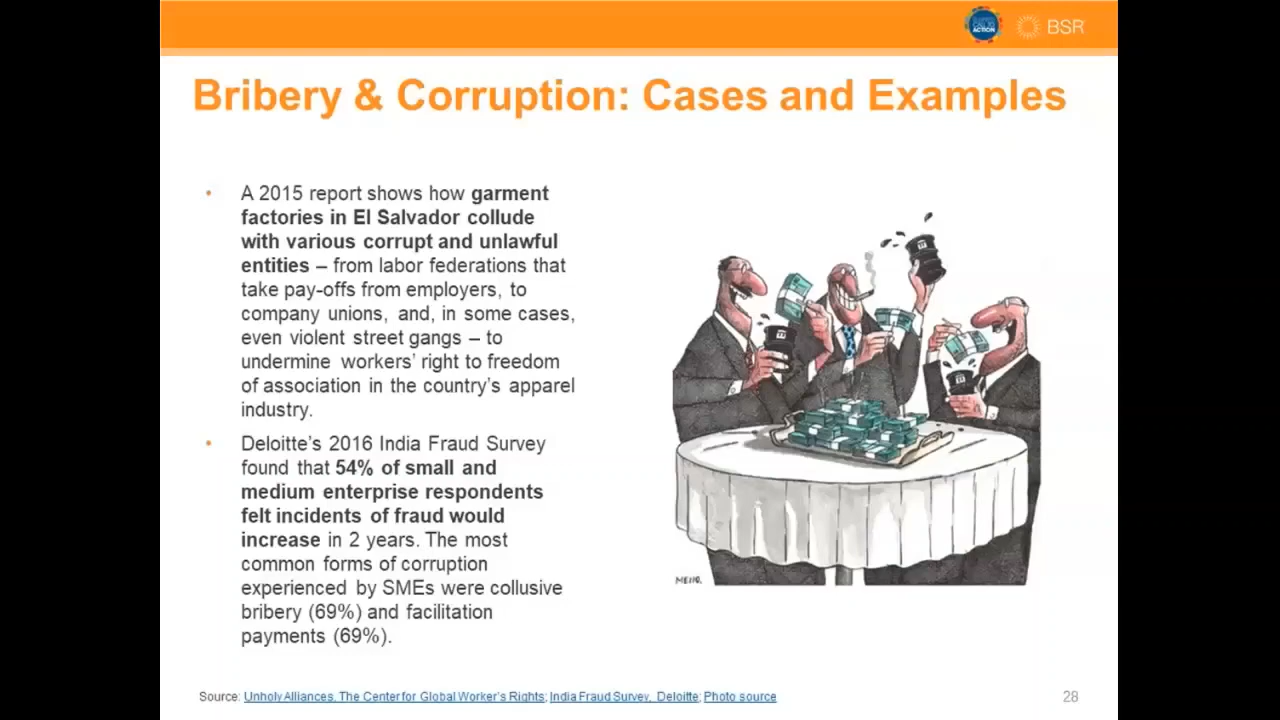 CALL TO
ACTION
BSR
Bribery & Corruption: Cases and Examples
• A 2015 report shows how garment
factories in El Salvador collude
with various corrupt and unlawful
entities – from labor federations that
take pay-offs from employers, to
company unions, and, in some cases,
even violent street gangs – to
undermine workers’ right to freedom
of association in the country’s apparel
industry.
• Deloitte’s 2016 India Fraud Survey
found that 54% of small and
medium enterprise respondents
felt incidents of fraud would
increase in 2 years. The most
common forms of corruption
experienced by SMEs were collusive
bribery (69%) and facilitation
payments (69%).
Source: Unholy Alliances, The Center for Global Worker’s Rights; India Fraud Survey, Deloitte; Photo source
28